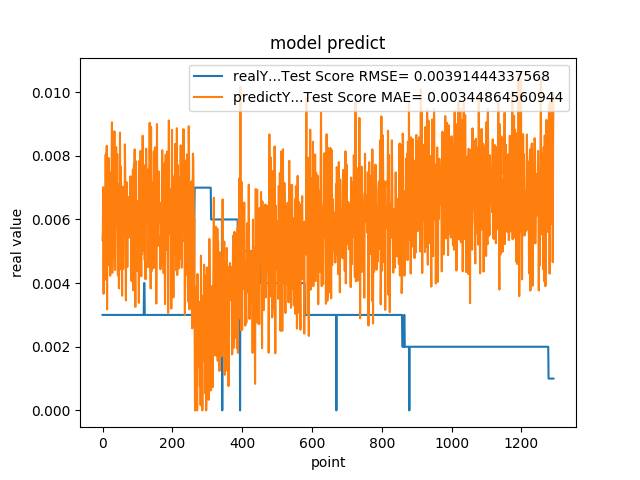 model predict
realY...Test Score RMSE= 0.00391444337568
predictY...Test Score MAE= 0.00344864560944
0.010
0.008
0.006
0.004
0.002
0.000
real value
0 200 400 600 800 1000 1200
point